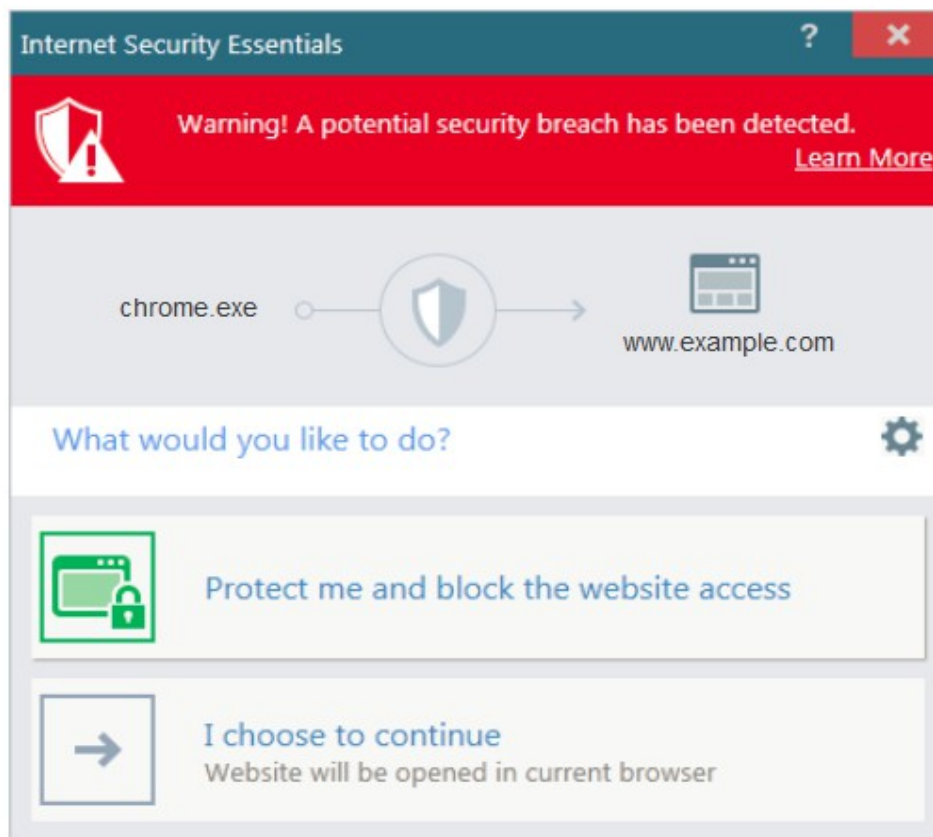 Internet Security Essentials ?
Warning! A potential security breach has been detected.
Learn More
chrome.exe
www.example.com
What would you like to do?
Protect me and block the website access
I choose to continue
Website will be opened in current browser